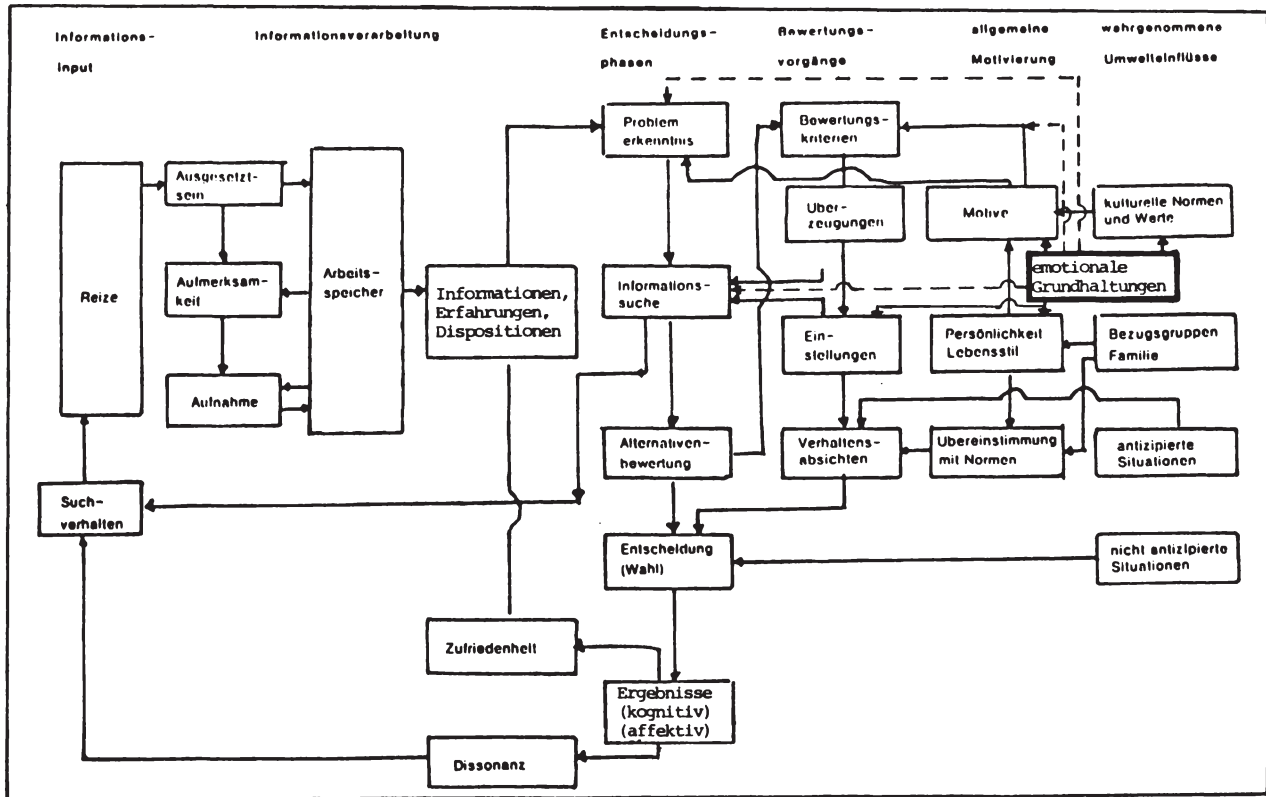 Informations-
Input
Informationsverarbeitung
Entscheidungs-
phasen
Bewertungs-
vorgänge
allgemeine
Motivierung
wahrgenommene
Umwelteinflüsse
Problem
erkenntnis
Bewertungs-
kriterien
Ausgesetzt-
sein
Über-
zeugungen
Motive
kulturelle Normen
und Werte
Reize
Aufmerksam-
keit
Arbeits-
speicher
Informationen,
Erfahrungen,
Dispositionen
Informations-
suche
emotionale
Grundhaltungen
Ein-
stellungen
Persönlichkeit
Lebensstil
Bezugsgruppen
Familie
Aufnahme
Alternativen-
bewertung
Verhaltens-
absichten
Übereinstimmung
mit Normen
antizipierte
Situationen
Such-
verhalten
Entscheidung
(Wahl)
nicht antizipierte
Situationen
Zufriedenheit
Ergebnisse
(kognitiv)
(affektiv)
Dissonanz